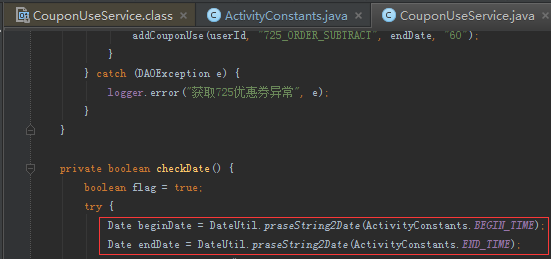 CouponUseService.class ActivityConstants.java CouponUseService.java
addCouponUse(userId, "725_ORDER_SUBTRACT", endDate, "60");
}
} catch (DAOException e) {
logger.error("获取725优惠劵异常", e);
}
}
private boolean checkDate() {
boolean flag = true;
try {
Date beginDate = DateUtil.praseString2Date(ActivityConstants.BEGIN_TIME);
Date endDate = DateUtil.praseString2Date(ActivityConstants.END_TIME);